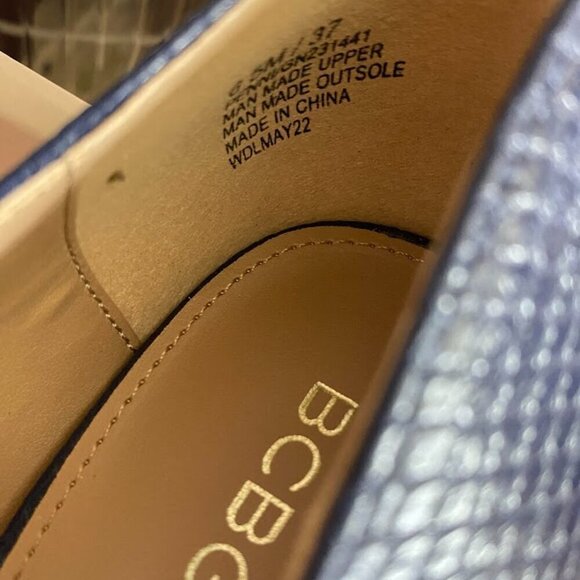 6.5M / 37
MAN MADE UPPER
MAN MADE OUTSOLE
MADE IN CHINA
WDLMAY22
BCBG